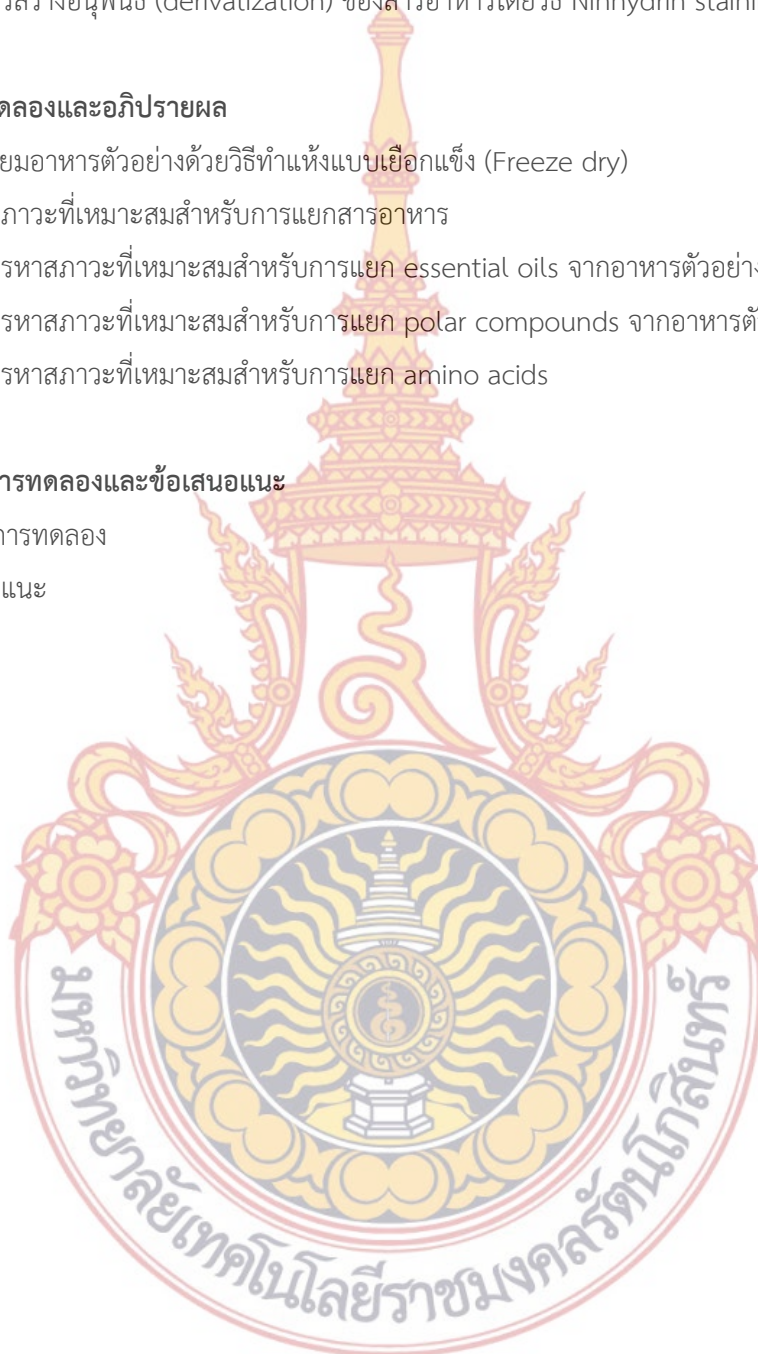 (derivatization) ของสารอาหารโดยวิธี Ninhydrin
ดลองและอภิปรายผล
ยมอาหารตัวอย่างด้วยวิธีทำแห้งแบบเยือกแข็ง (Freeze dry)
ภาวะที่เหมาะสมสำหรับการแยกสารอาหาร
รหาสภาวะที่เหมาะสมสำหรับการแยก essential oils จากอาหารตัวอย่าง
รหาสภาวะที่เหมาะสมสำหรับการแยก polar compounds จากอาหารตั
รหาสภาวะที่เหมาะสมสำหรับการแยก amino acids
ารทดลองและข้อเสนอแนะ
การทดลอง
แนะ
มหาวิทยาลัยเทคโนโลยีราชมงคลรัตนโกสินทร์